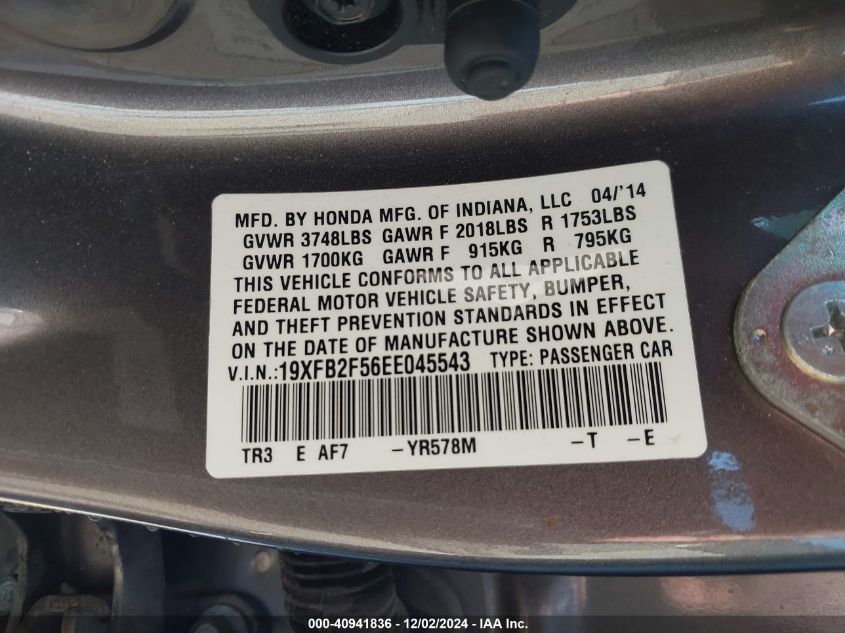 MFD. BY HONDA MFG. OF INDIANA, LLC 04/'14
GVWR 3748LBS GAWR F 2018LBS R 1753LBS
GVWR 1700KG GAWR F 915KG R 795KG
THIS VEHICLE CONFORMS TO ALL APPLICABLE
FEDERAL MOTOR VEHICLE SAFETY, BUMPER,
AND THEFT PREVENTION STANDARDS IN EFFECT
ON THE DATE OF MANUFACTURE SHOWN ABOVE.
V.I.N.:19XFB2F56EE045543 TYPE: PASSENGER CAR
TR3 E AF7 -YR578M -T -E
000-40941836 - 12/02/2024 - IAA Inc.